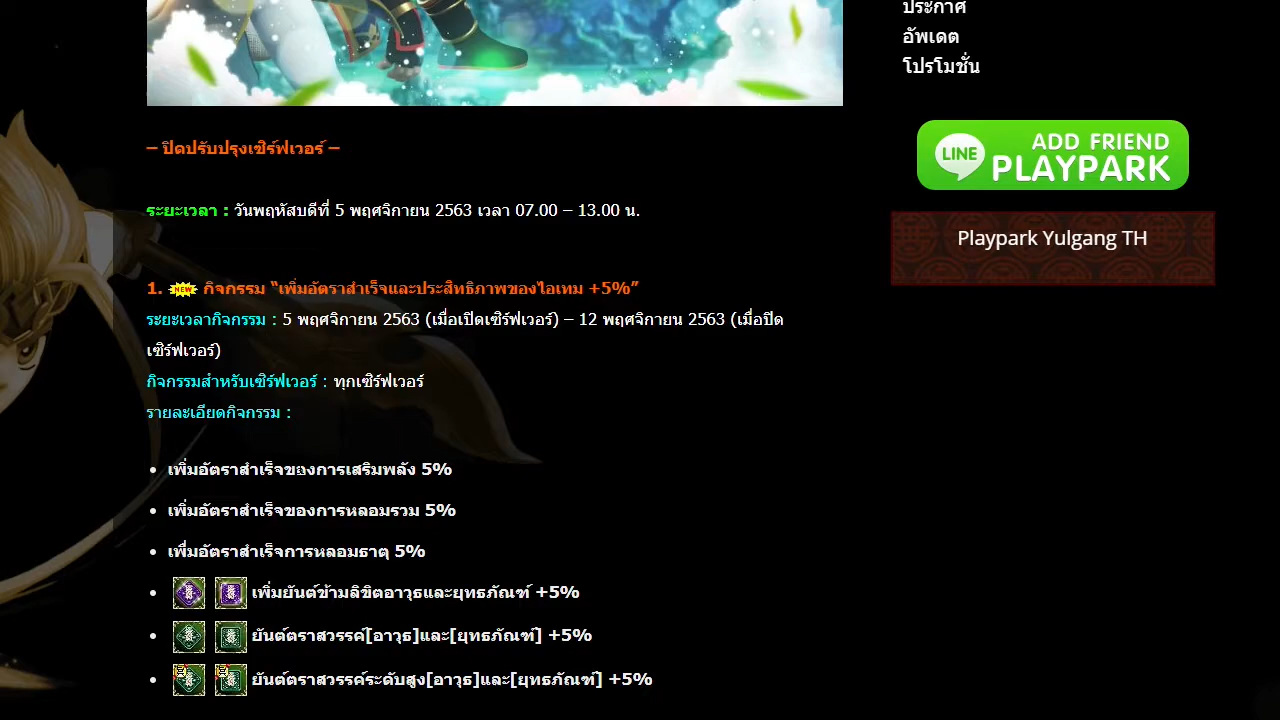 ประกาศ
อัพเดต
โปรโมชั่น
LINE
ADD FRIEND
PLAYPARK
Playpark Yulgang TH
– ปิดปรับปรุงเซิร์ฟเวอร์ –
ระยะเวลา : วันพฤหัสบดีที่ 5 พฤศจิกายน 2563 เวลา 07.00 – 13.00 น.
1. NEW กิจกรรม “เพิ่มอัตราสำเร็จและประสิทธิภาพของไอเทม +5%”
ระยะเวลากิจกรรม : 5 พฤศจิกายน 2563 (เมื่อเปิดเซิร์ฟเวอร์) – 12 พฤศจิกายน 2563 (เมื่อปิด
เซิร์ฟเวอร์)
กิจกรรมสำหรับเซิร์ฟเวอร์ : ทุกเซิร์ฟเวอร์
รายละเอียดกิจกรรม :
• เพิ่มอัตราสำเร็จของการเสริมพลัง 5%
• เพิ่มอัตราสำเร็จของการหลอมรวม 5%
• เพิ่มอัตราสำเร็จการหลอมธาตุ 5%
• เพิ่มยันต์ข้ามลิขิตอาวุธและยุทธภัณฑ์ +5%
• ยันต์ตราสวรรค์[อาวุธ]และ[ยุทธภัณฑ์] +5%
• ยันต์ตราสวรรค์ระดับสูง[อาวุธ]และ[ยุทธภัณฑ์] +5%